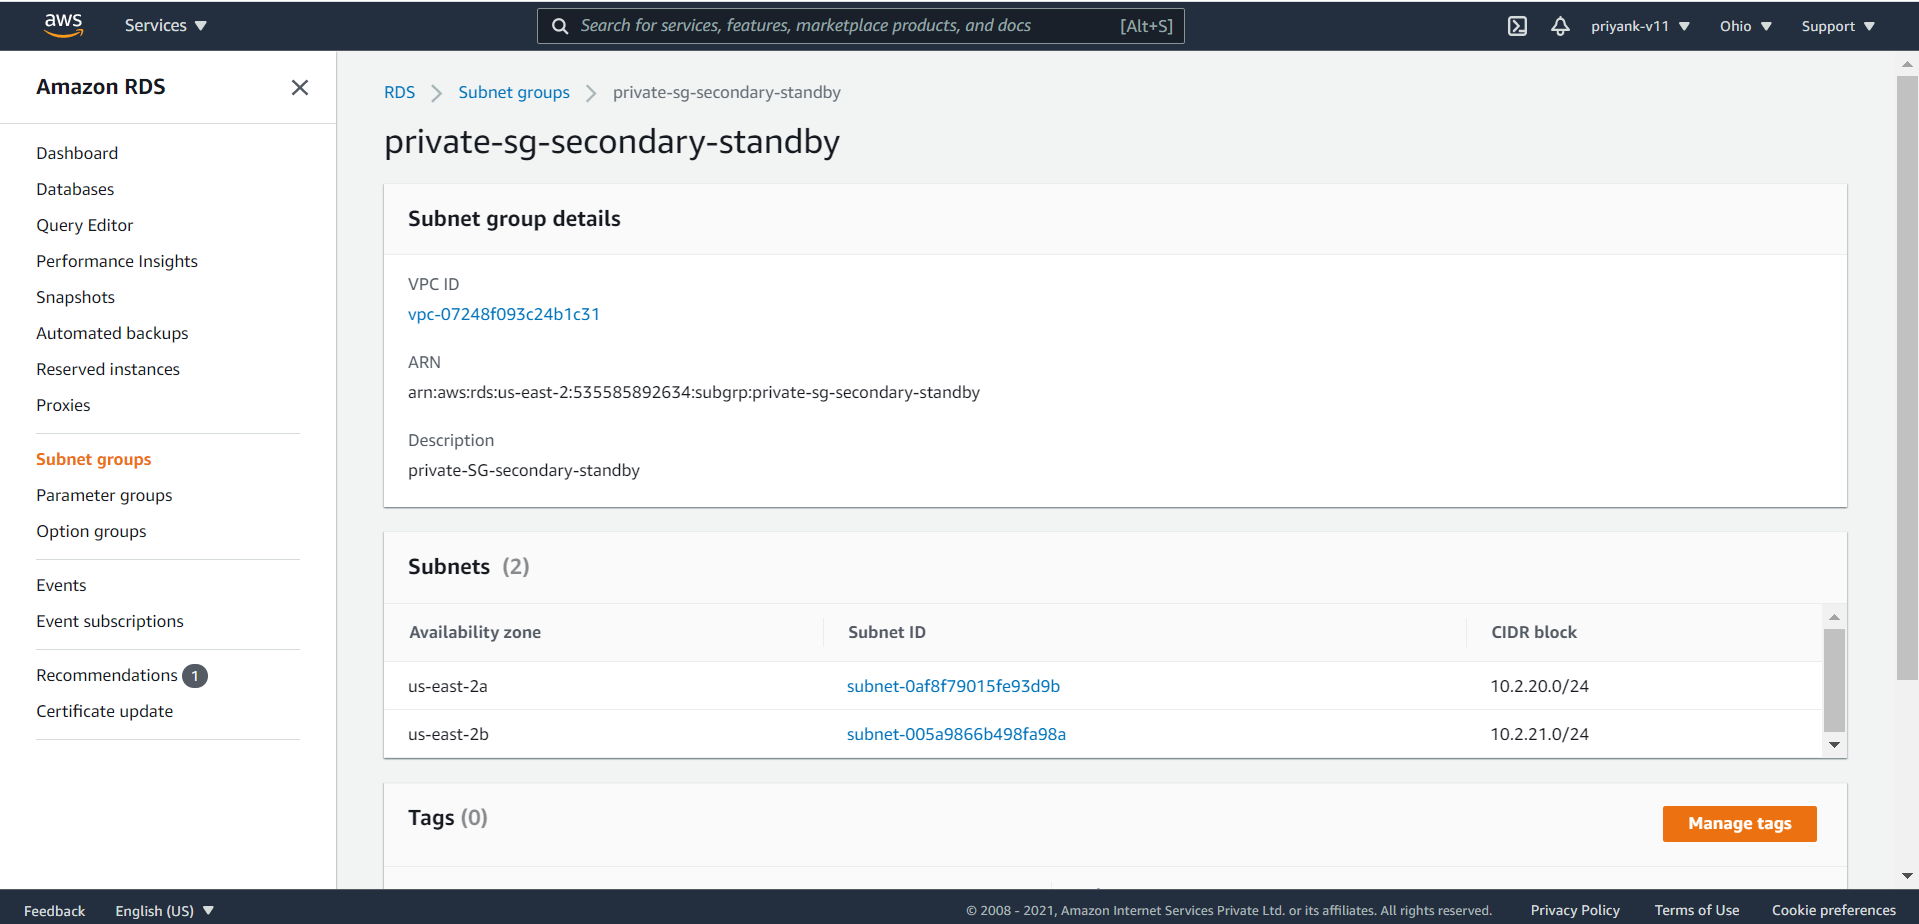 aws Services Search for services, features, marketplace products, and docs [Alt+S] priyank-v11 Ohio Support
Amazon RDS
Dashboard
Databases
Query Editor
Performance Insights
Snapshots
Automated backups
Reserved instances
Proxies
Subnet groups
Parameter groups
Option groups
Events
Event subscriptions
Recommendations 1
Certificate update
RDS Subnet groups private-sg-secondary-standby
private-sg-secondary-standby
Subnet group details
VPC ID
vpc-07248f093c24b1c31
ARN
arn:aws:rds:us-east-2:535585892634:subgrp:private-sg-secondary-standby
Description
private-SG-secondary-standby
Subnets (2)
Availability zone Subnet ID CIDR block
us-east-2a subnet-0af8f79015fe93d9b 10.2.20.0/24
us-east-2b subnet-005a9866b498fa98a 10.2.21.0/24
Tags (0)
Manage tags
Feedback English (US) © 2008 - 2021, Amazon Internet Services Private Ltd. or its affiliates. All rights reserved. Privacy Policy Terms of Use Cookie preferences